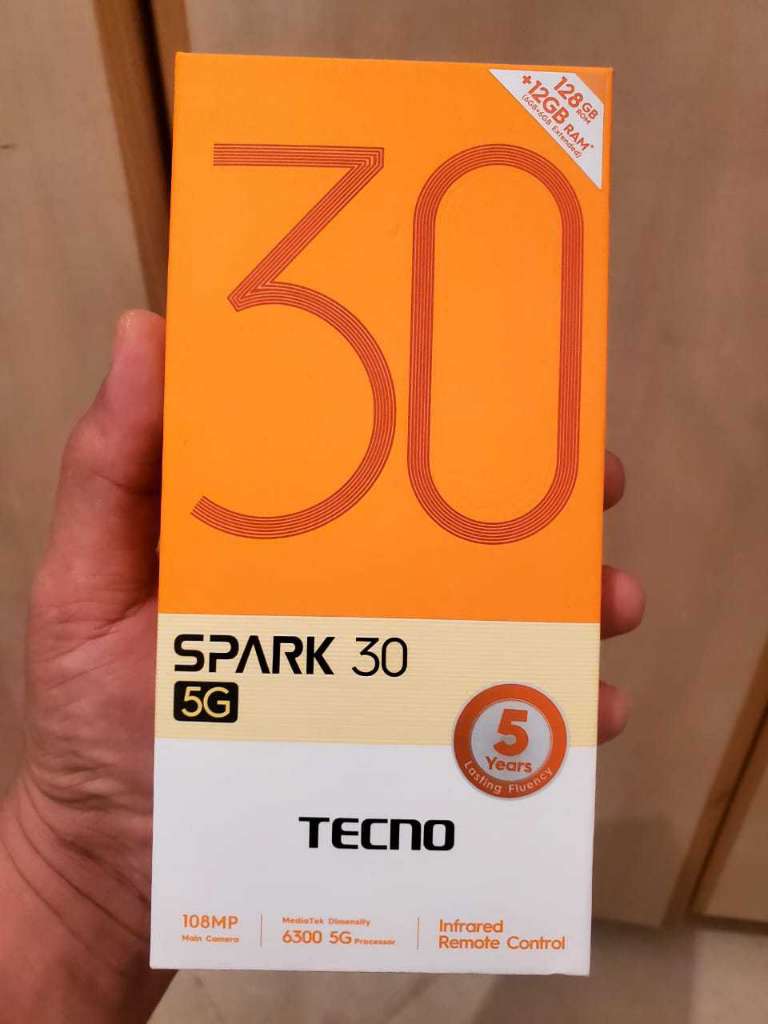 128GB
ROM
+12GB RAM*
(6GB+6GB Extended)
30
SPARK 30
5G
5
Years
Lasting Fluency
TECNO
108MP
Main Camera
MediaTek Dimensity
6300 5G Processor
Infrared
Remote Control